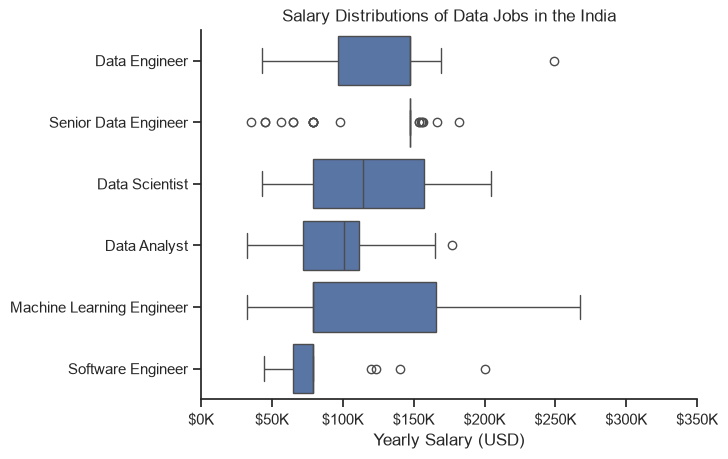 Salary Distributions of Data Jobs in the India
Data Engineer
Senior Data Engineer
Data Scientist
Data Analyst
Machine Learning Engineer
Software Engineer
$0K $50K $100K $150K $200K $250K $300K $350K
Yearly Salary (USD)